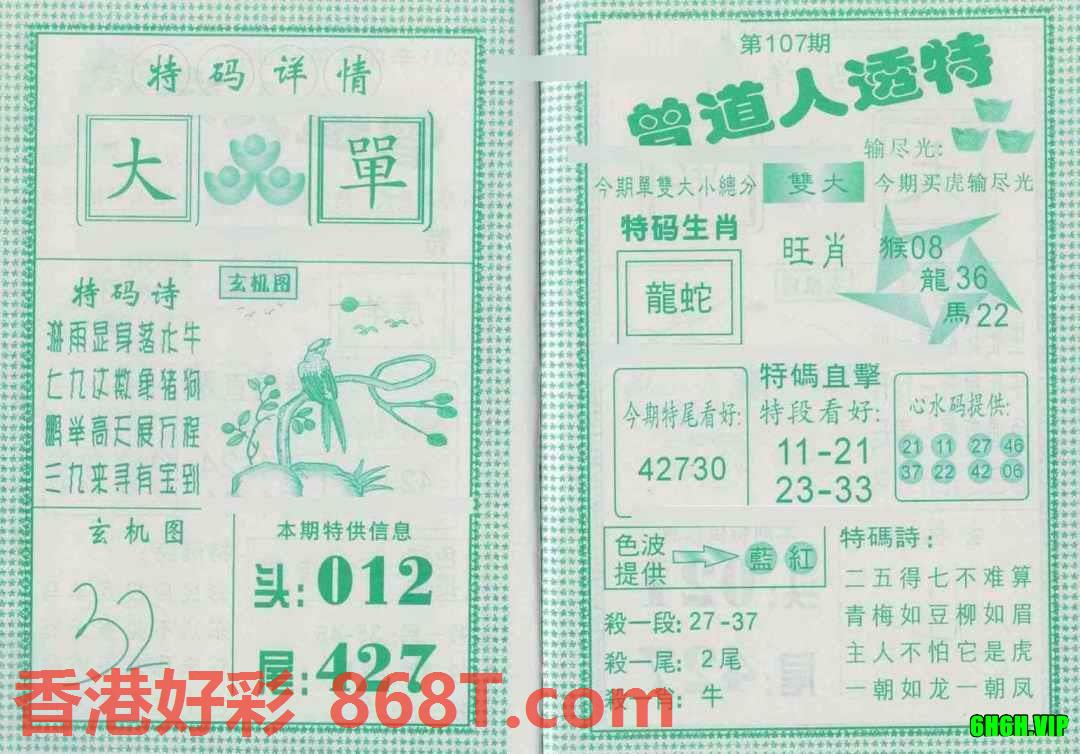 特码详情
大 單
特码诗
玄机图
淋雨显身落水牛
七九这数象猪狗
鹏举高天展万程
三九来寻有宝到
玄机图
32
本期特供信息
头:012
尾:427
第107期
曾道人透特
输尽光:
今期單雙大小總分 雙大 今期买虎输尽光
特码生肖
龍蛇
旺肖
猴08
龍36
馬22
今期特尾看好:
42730
特碼直擊
特段看好:
11-21
23-33
心水码提供:
21 11 27 46
37 22 42 06
色波
提供
藍 紅
殺一段: 27-37
殺一尾: 2尾
殺一肖: 牛
特碼詩:
二五得七不难算
青梅如豆柳如眉
主人不怕它是虎
一朝如龙一朝凤
香港好彩 868T.com
6H6H.VIP